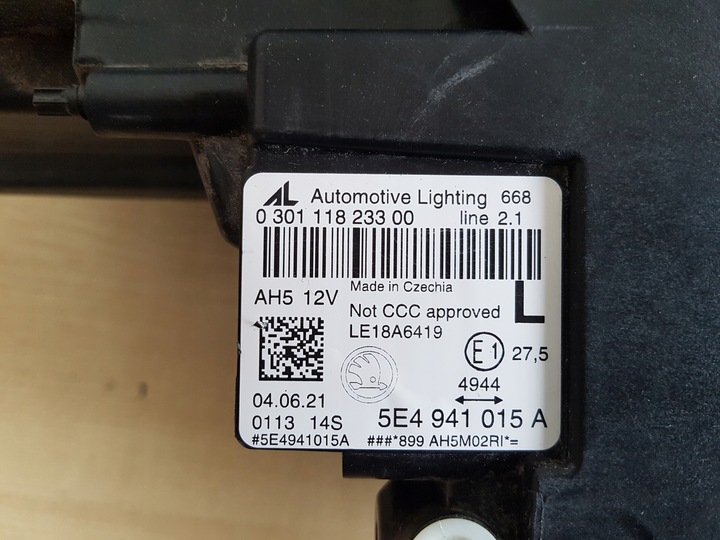 AL Automotive Lighting 668
0 301 118 233 00 line 2.1
Made in Czechia
AH5 12V
Not CCC approved L
LE18A6419
E1 27,5
4944
04.06.21
5E4 941 015 A
0113 14S
#5E4941015A ###*899 AH5M02RI*=